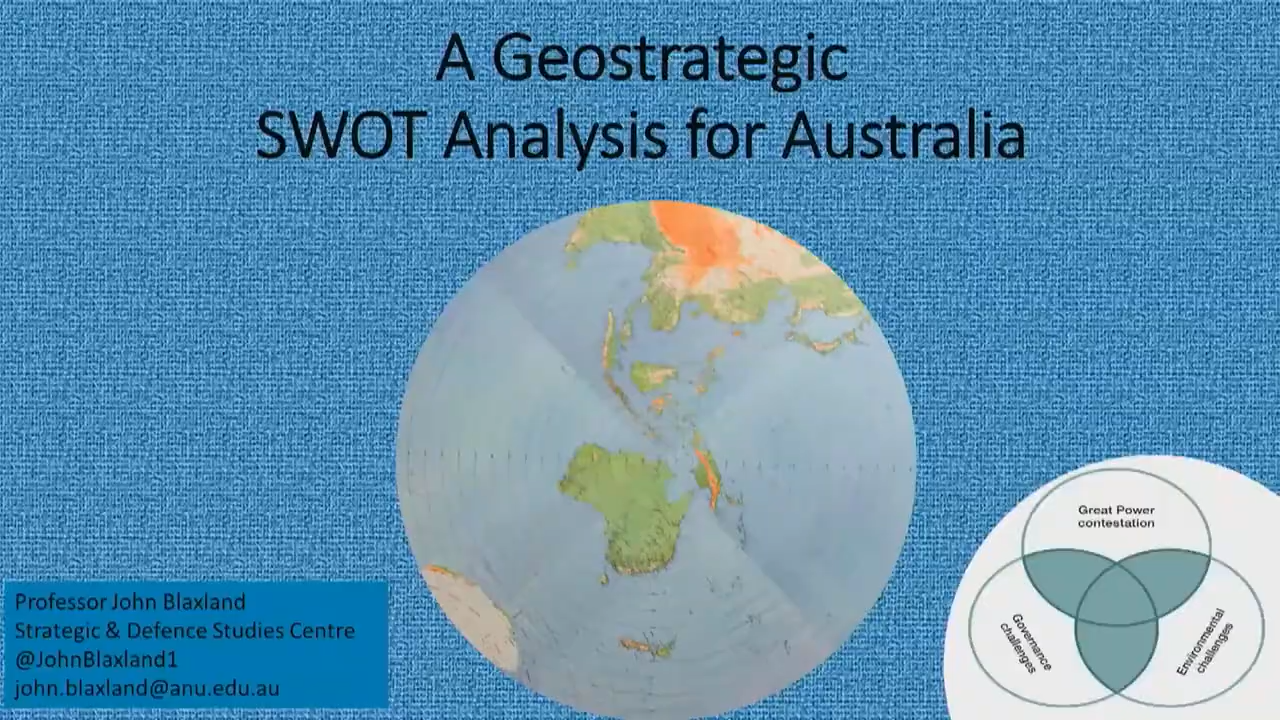 A Geostrategic
SWOT Analysis for Australia
Professor John Blaxland
Strategic & Defence Studies Centre
@JohnBlaxland1
john.blaxland@anu.edu.au
Great Power
contestation
Governance
challenges
Environmental
challenges